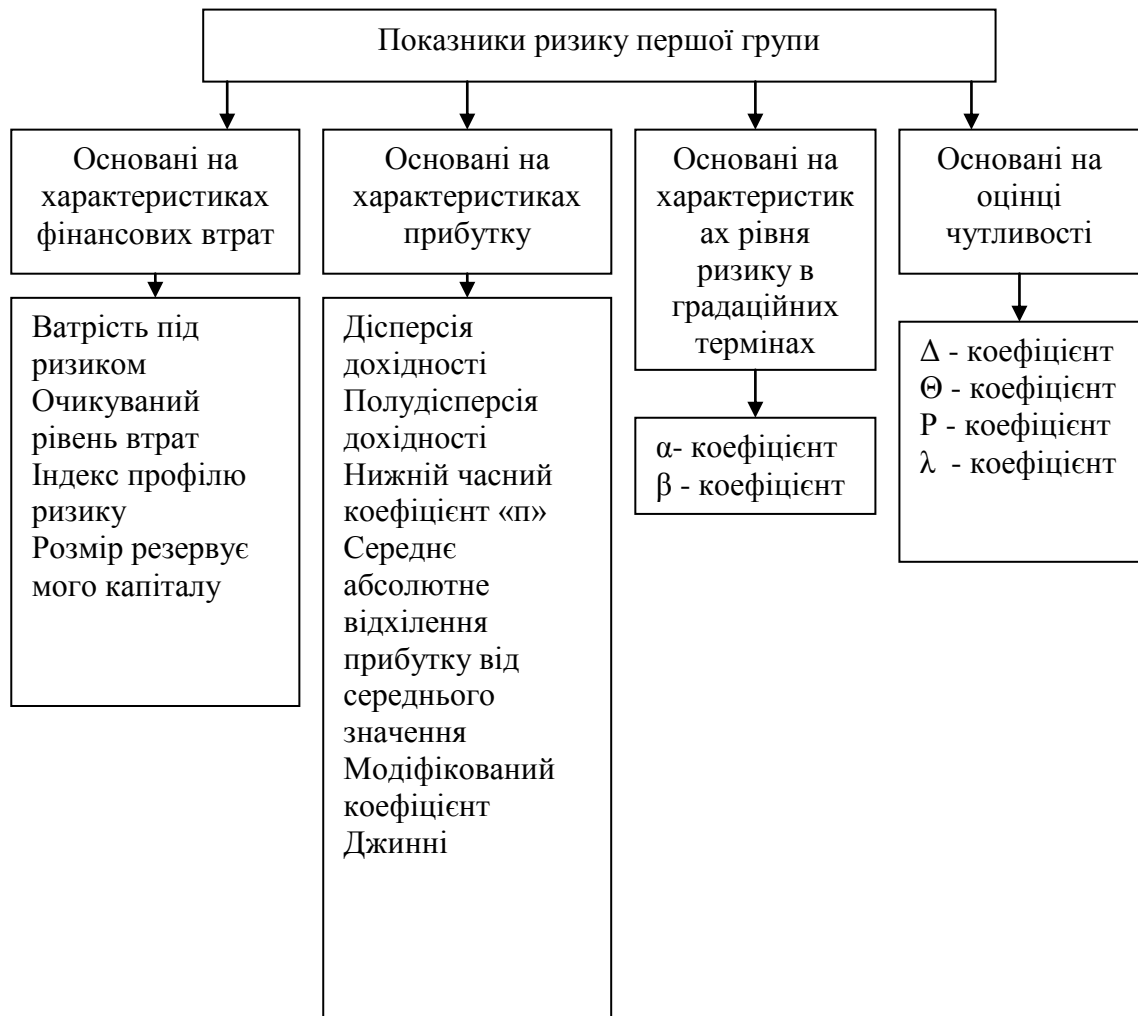 Показники ризику першої групи
Основані на
характеристиках
фінансових втрат
Основані на
характеристиках
прибутку
Основані на
характеристик
ах рівня
ризику в
градаційних
термінах
Основані на
оцінці
чутливості
Ватрість під
ризиком
Очикуваний
рівень втрат
Індекс профілю
ризику
Розмір резервує
мого капіталу
Дісперсія
дохідності
Полудісперсія
дохідності
Нижній часний
коефіцієнт «п»
Середнє
абсолютне
відхілення
прибутку від
середнього
значення
Модіфікований
коефіцієнт
Джинні
α- коефіцієнт
β - коефіцієнт
Δ - коефіцієнт
Θ - коефіцієнт
Ρ - коефіцієнт
λ - коефіцієнт